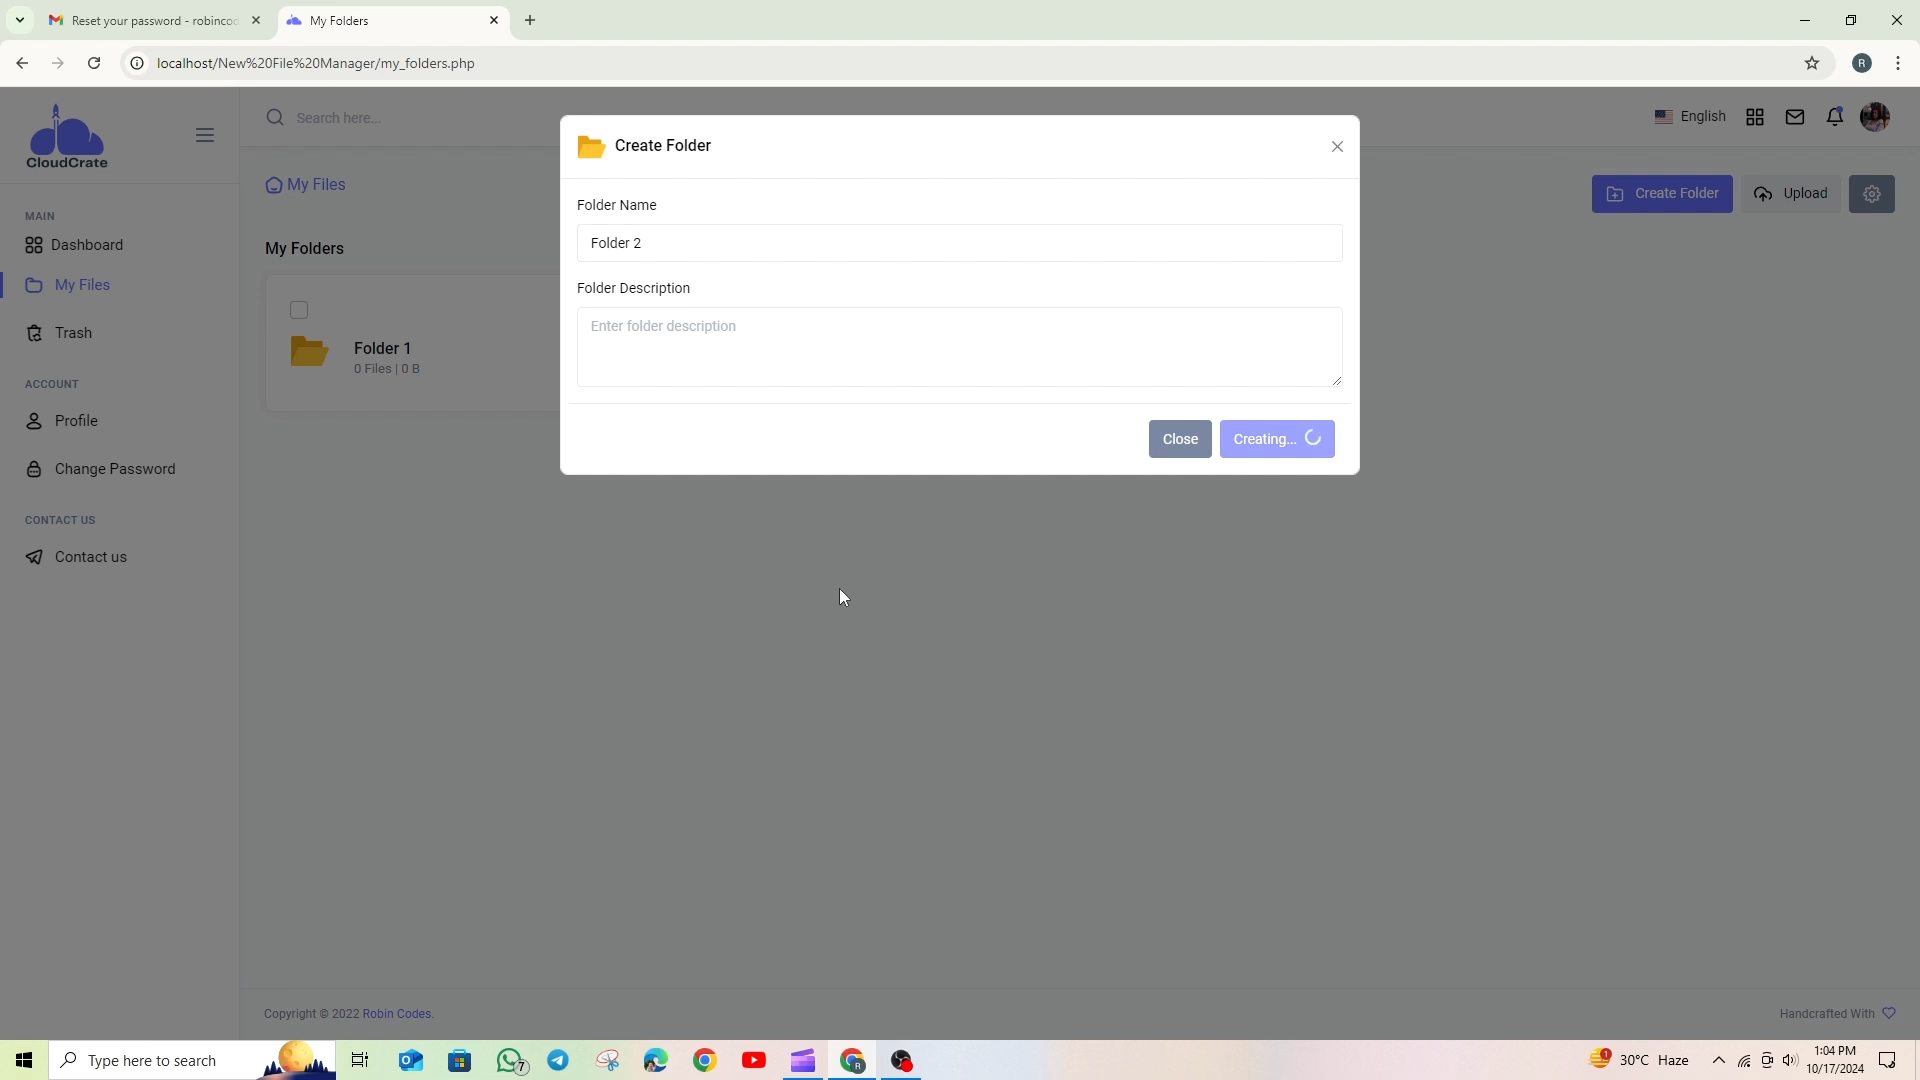 Reset your password - robincod
My Folders
localhost/New%20File%20Manager/my_folders.php
R
CloudCrate
Search here...
English
My Files
Create Folder
Upload
MAIN
Dashboard
My Files
Trash
ACCOUNT
Profile
Change Password
CONTACT US
Contact us
My Folders
Folder 1
0 Files | 0 B
Create Folder
Folder Name
Folder 2
Folder Description
Enter folder description
Close
Creating...
Copyright © 2022 Robin Codes.
Handcrafted With
Type here to search
7
R
1
30°C Haze
1:04 PM
10/17/2024